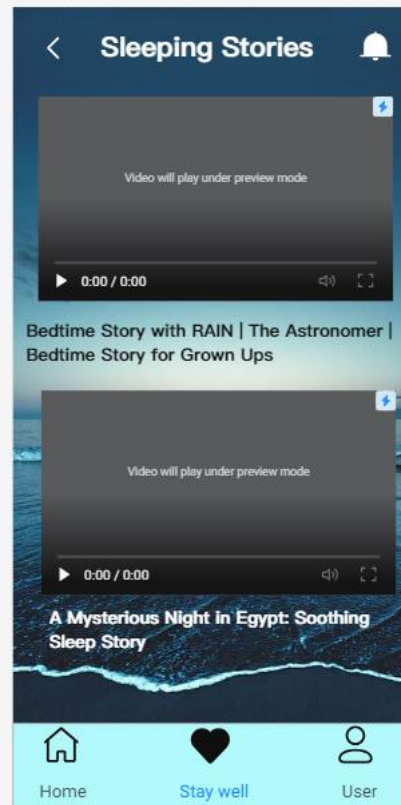 Sleeping Stories
Video will play under preview mode
0:00 / 0:00
Bedtime Story with RAIN | The Astronomer |
Bedtime Story for Grown Ups
Video will play under preview mode
0:00 / 0:00
A Mysterious Night in Egypt: Soothing
Sleep Story
Home Stay well User